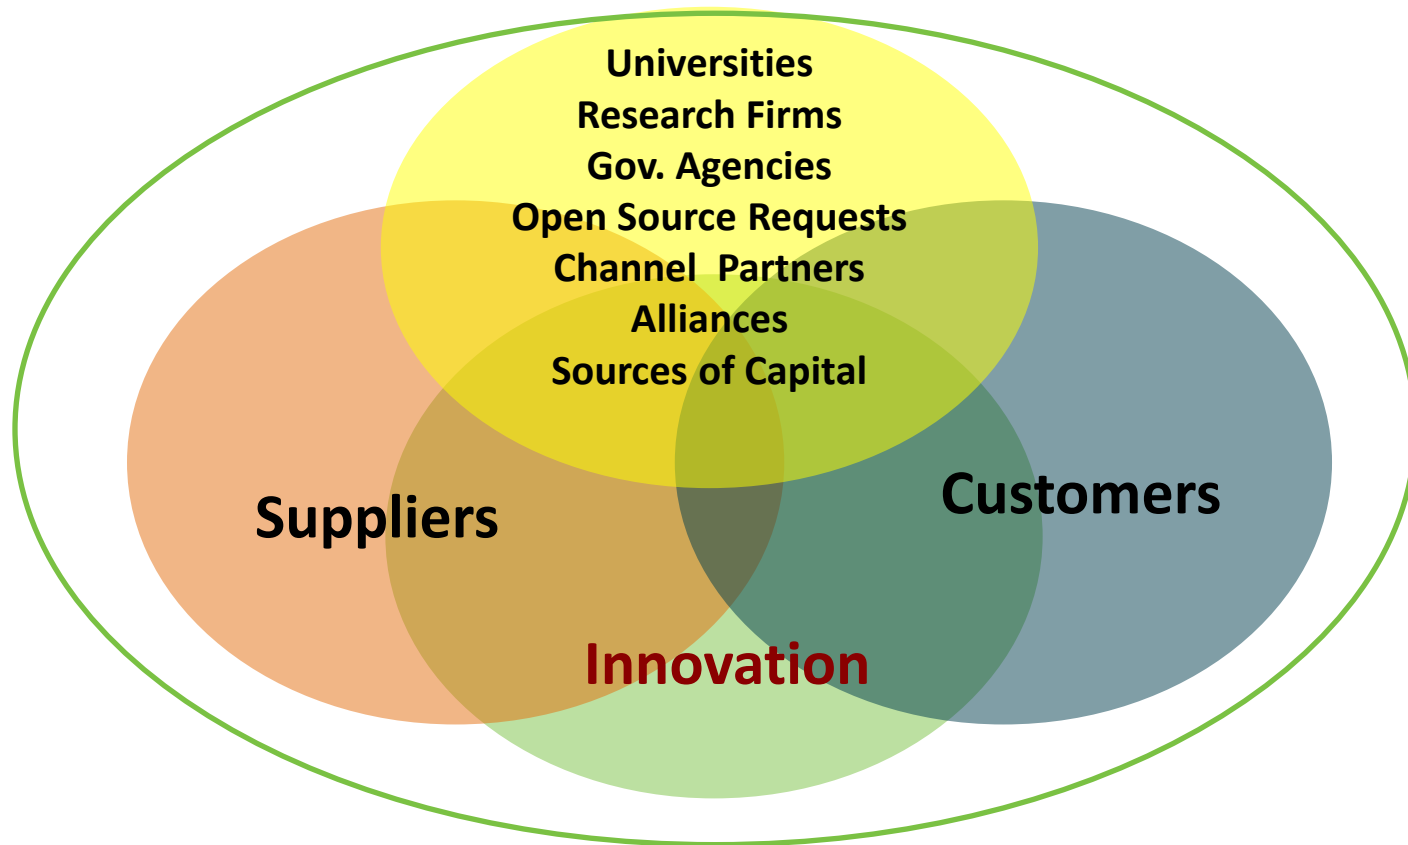 Universities
Research Firms
Gov. Agencies
Open Source Requests
Channel  Partners
Alliances
Sources of Capital
Suppliers
Customers
Innovation